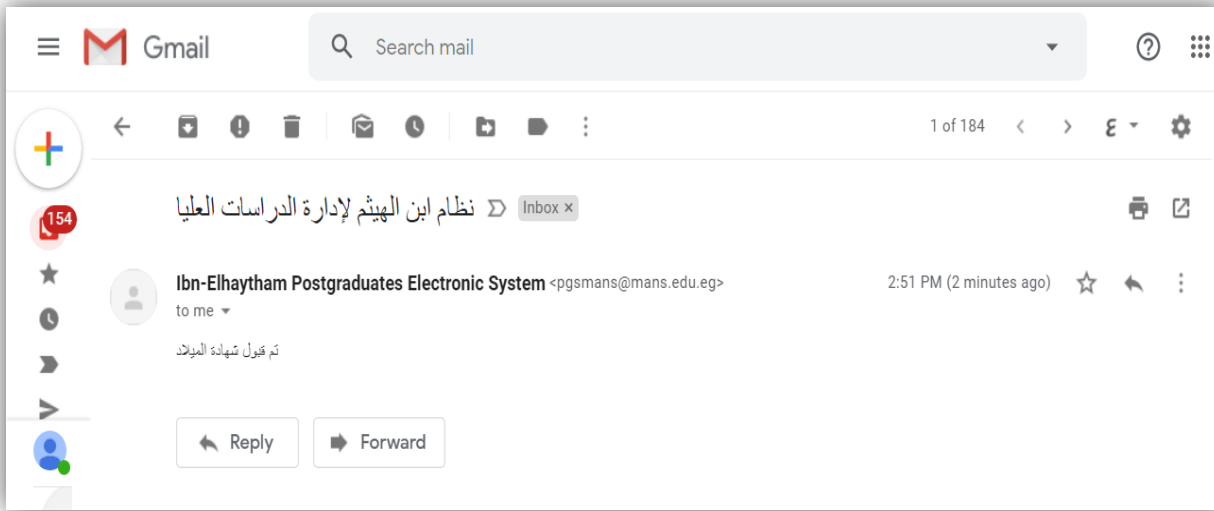 Gmail
Search mail
1 of 184
ع
نظام ابن الهيثم لإدارة الدراسات العليا
Inbox ×
154
Ibn-Elhaytham Postgraduates Electronic System <pgsmans@mans.edu.eg>
2:51 PM (2 minutes ago)
to me
تم قبول شهادة الميلاد
Reply
Forward